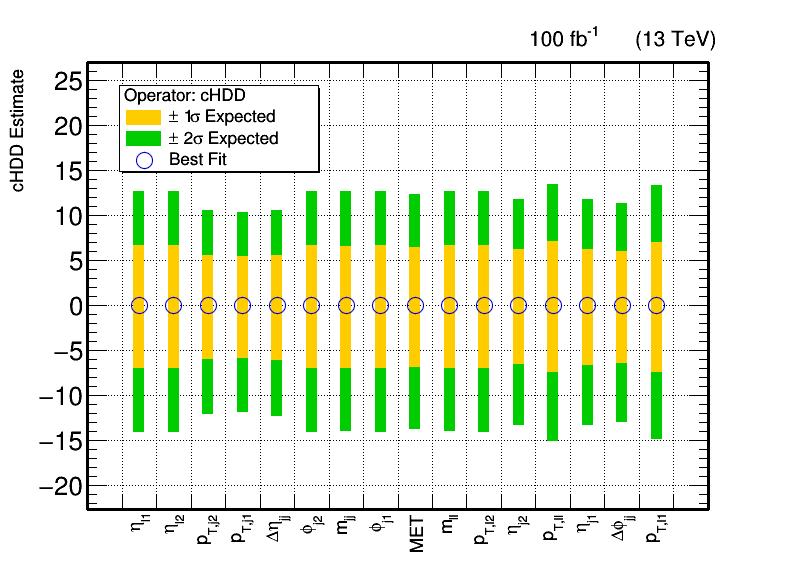 100 fb-1 (13 TeV)
cHDD Estimate
Operator: cHDD
± 1σ Expected
± 2σ Expected
Best Fit
25
20
15
10
5
0
−5
−10
−15
−20
ηl1 ηl2 pT,j2 pT,j1 Δηjj ϕj2 mjj ϕj1 MET mll pT,l2 ηj2 pT,ll ηj1 Δϕjj pT,l1